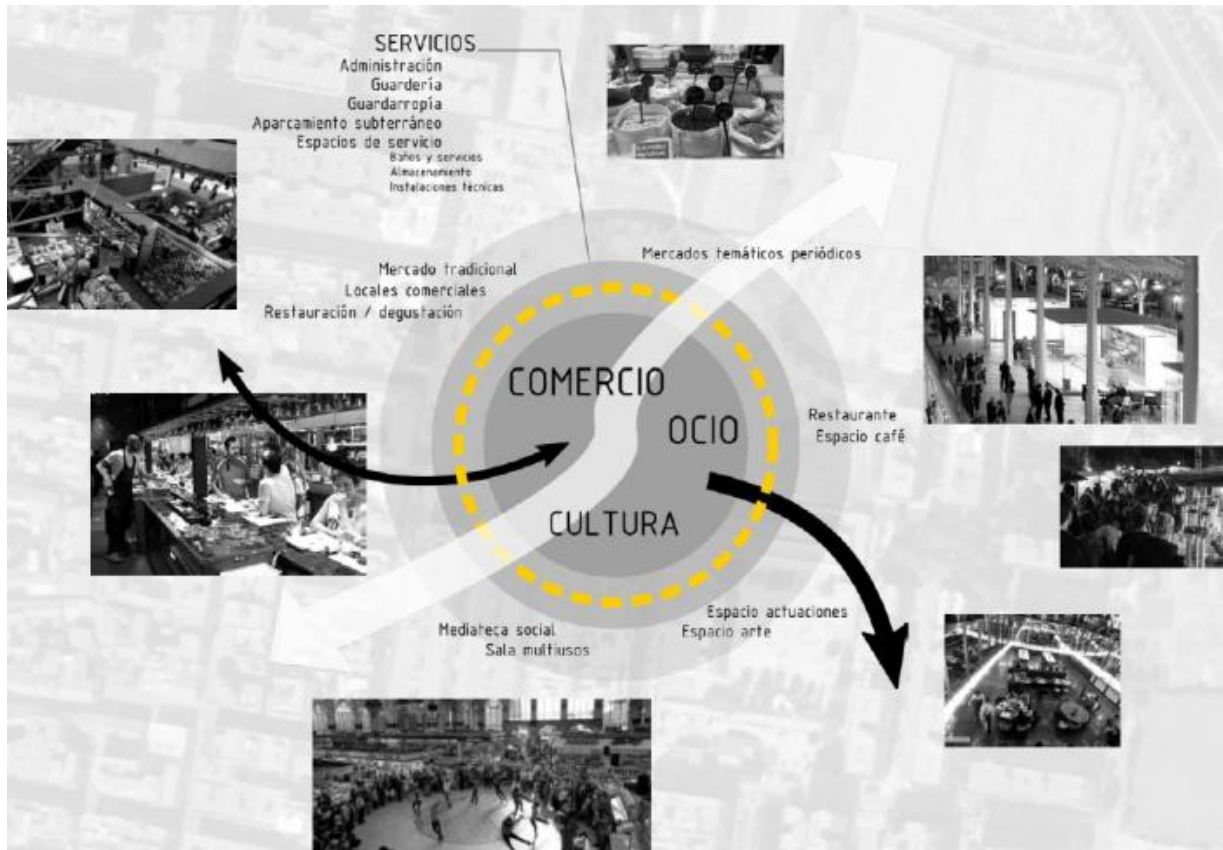 SERVICIOS
Administración
Guardería
Guardarropía
Aparcamiento subterráneo
Espacios de servicio
Baños y servicios
Almacenamiento
Instalaciones técnicas
Mercados temáticos periódicos
Mercado tradicional
Locales comerciales
Restauración / degustación
COMERCIO
OCIO
CULTURA
Restaurante
Espacio café
Espacio actuaciones
Espacio arte
Mediateca social
Sala multiusos